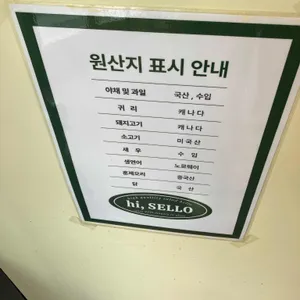 원산지 표시 안내
야채 및 과일 국산 , 수입
귀 리 캐 나 다
돼지고기 캐 나 다
소고기 미 국 산
새 우 수 입
생연어 노르웨이
훈제오리 중국산
닭 국 산
hi, SELLO